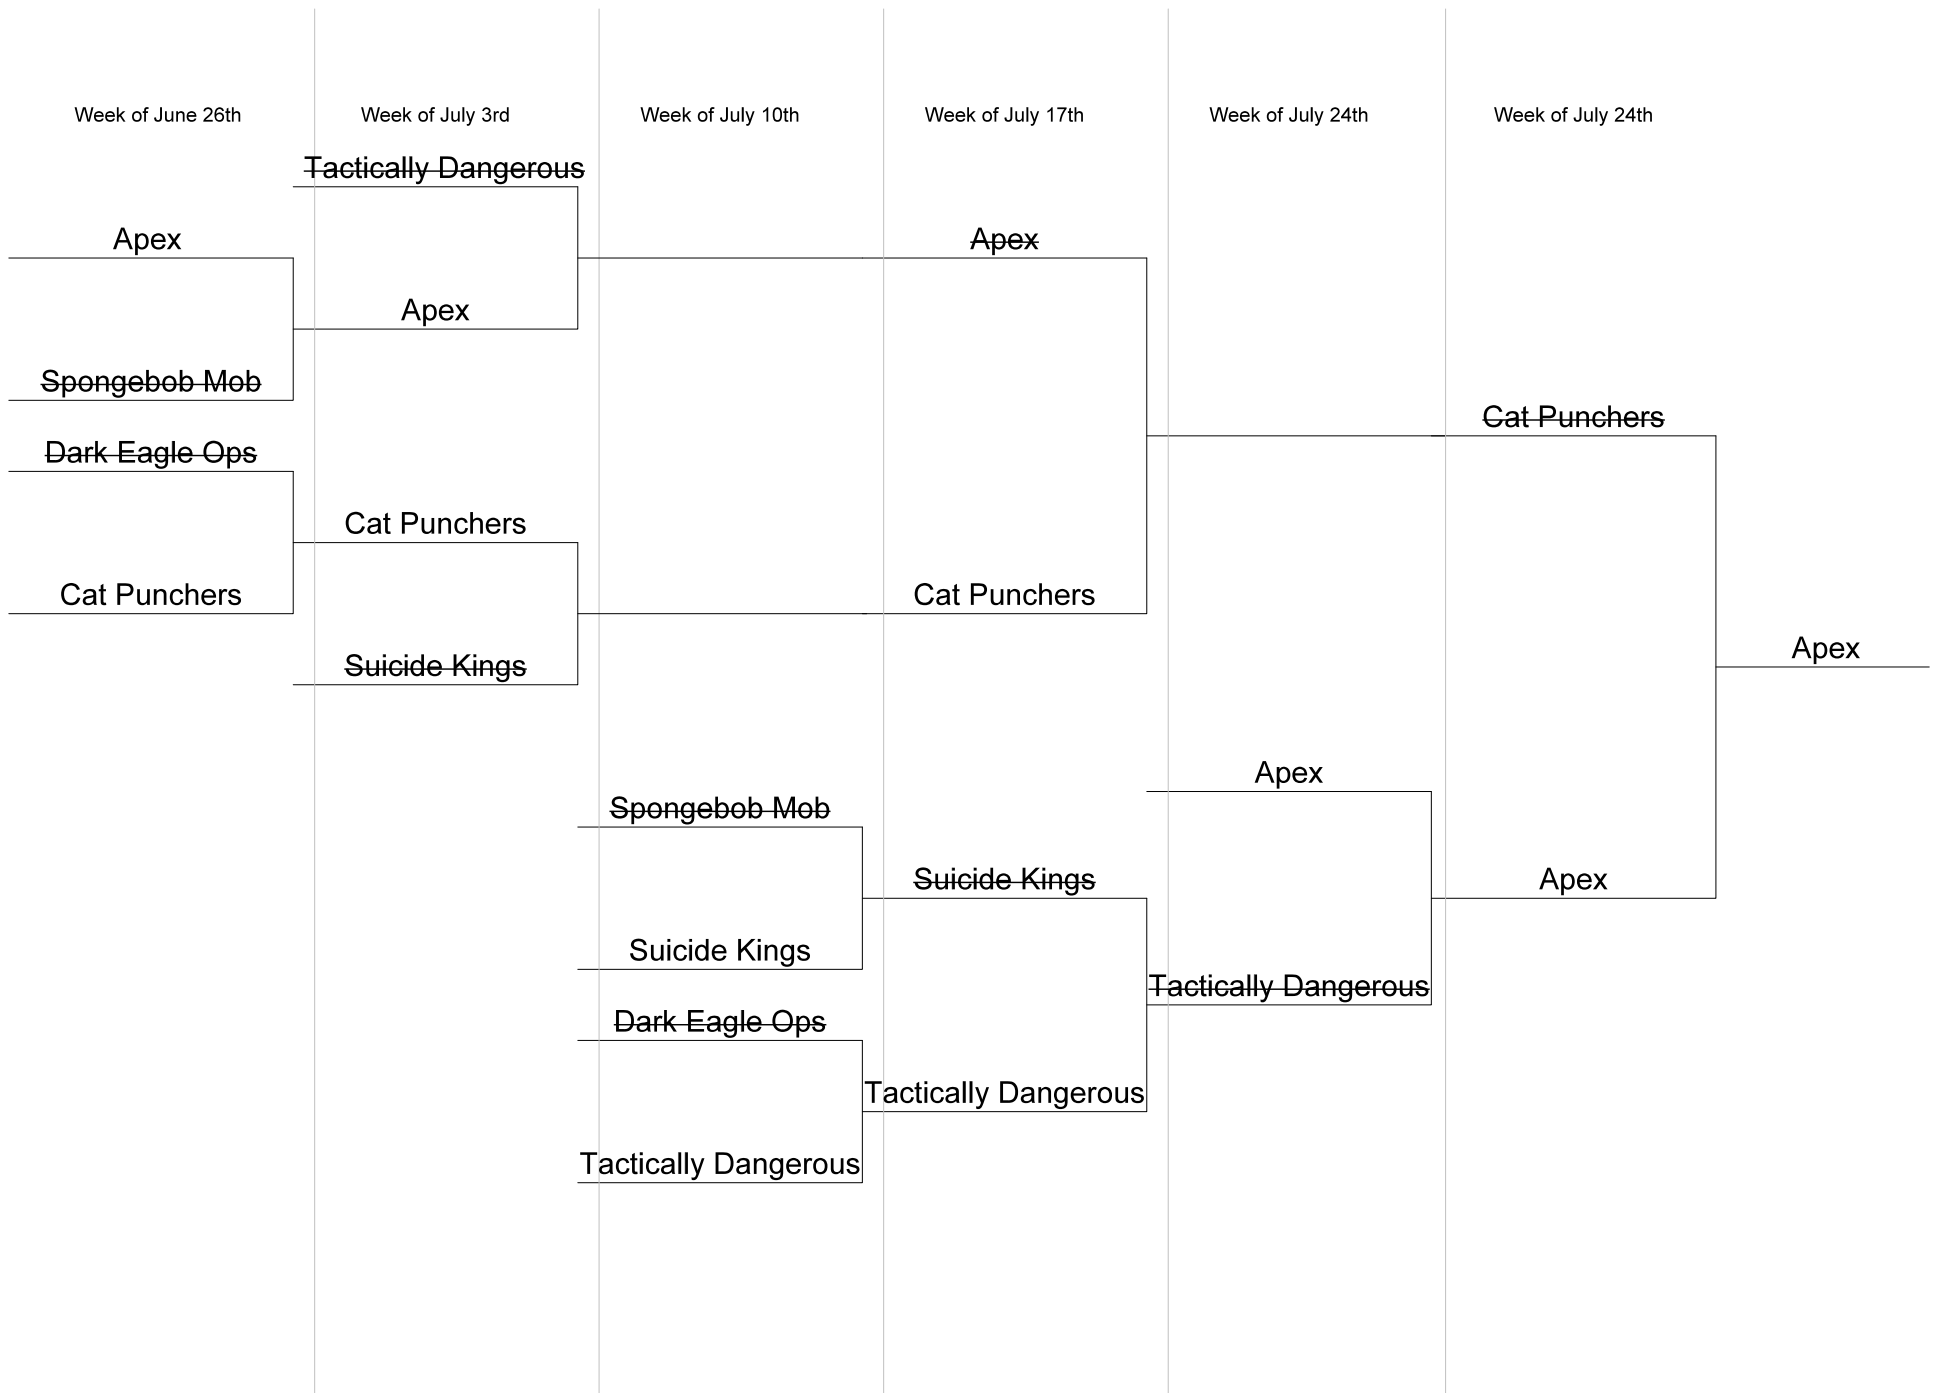 Week of June 26th
Week of July 3rd
Week of July 10th
Week of July 17th
Week of July 24th
Week of July 24th
Tactically Dangerous
Apex
Apex
Apex
Spongebob Mob
Cat Punchers
Dark Eagle Ops
Cat Punchers
Cat Punchers
Cat Punchers
Suicide Kings
Apex
Apex
Spongebob Mob
Suicide Kings
Apex
Suicide Kings
Tactically Dangerous
Dark Eagle Ops
Tactically Dangerous
Tactically Dangerous